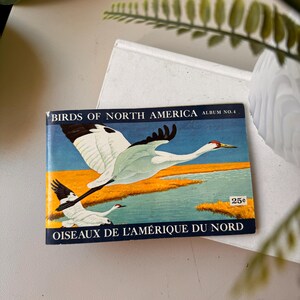 BIRDS OF NORTH AMERICA ALBUM NO. 4
25¢
OISEAUX DE L'AMÉRIQUE DU NORD